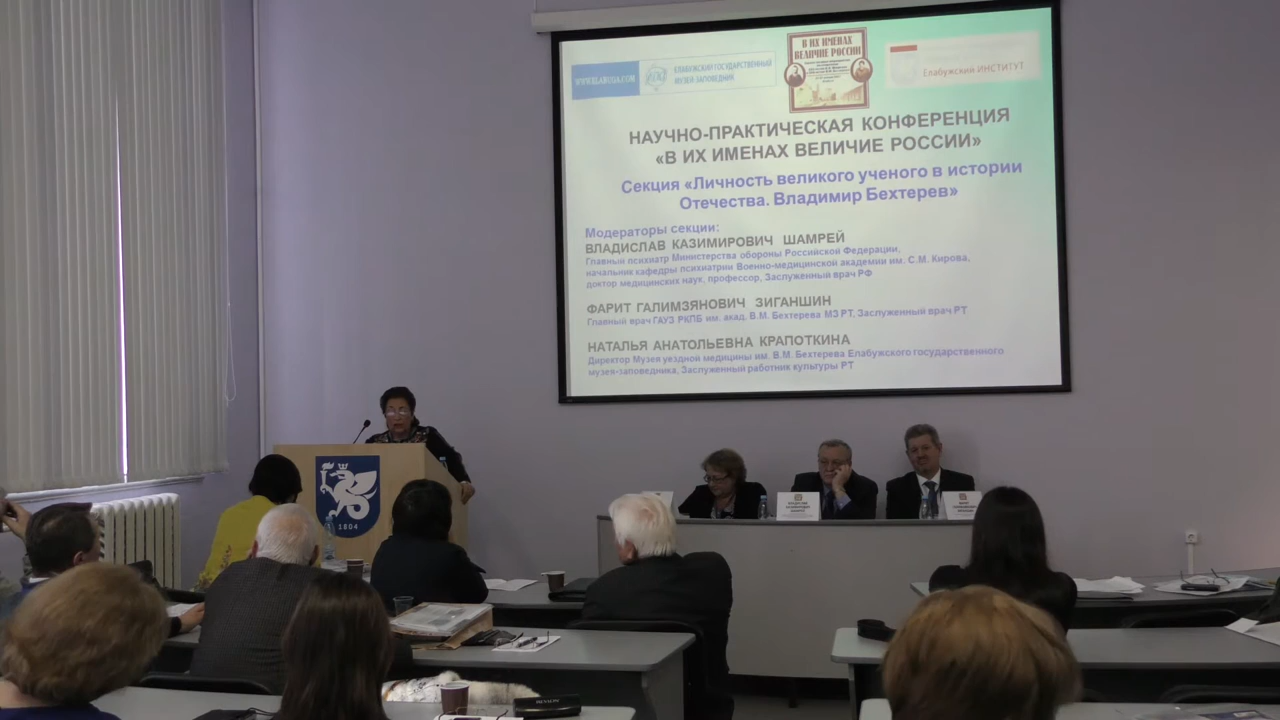 WWW.ELABUGA.COM
ЕЛАБУЖСКИЙ ГОСУДАРСТВЕННЫЙ
МУЗЕЙ ЗАПОВЕДНИК
В ИХ ИМЕНАХ
ВЕЛИЧИЕ РОССИИ
Елабужский ИНСТИТУТ
НАУЧНО-ПРАКТИЧЕСКАЯ КОНФЕРЕНЦИЯ
«В ИХ ИМЕНАХ ВЕЛИЧИЕ РОССИИ»
Секция «Личность великого ученого в истории
Отечества. Владимир Бехтерев»
Модераторы секции:
ВЛАДИСЛАВ КАЗИМИРОВИЧ ШАМРЕЙ
Главный психиатр Министерства обороны Российской Федерации,
начальник кафедры психиатрии Военно-медицинской академии им. С.М. Кирова,
доктор медицинских наук, профессор, Заслуженный врач РФ
ФАРИТ ГАЛИМЗЯНОВИЧ ЗИГАНШИН
Главный врач ГАУЗ РКПБ им. акад. В.М. Бехтерева МЗ РТ, Заслуженный врач РТ
НАТАЛЬЯ АНАТОЛЬЕВНА КРАПОТКИНА
Директор Музея уездной медицины им. В.М. Бехтерева Елабужского государственного
музея-заповедника, Заслуженный работник культуры РТ
1804